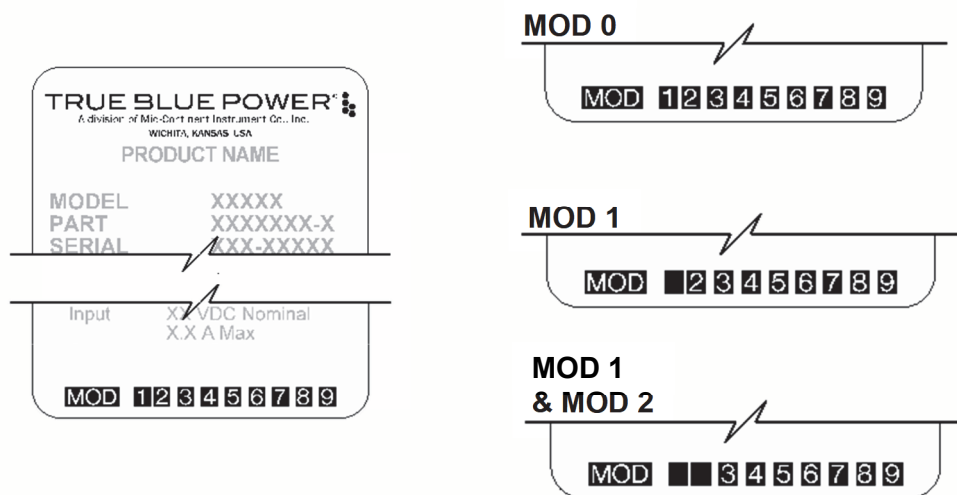 TRUE BLUE POWER
A division of Mid-Continent Instrument Co., Inc.
WICHITA, KANSAS USA
PRODUCT NAME
MODEL XXXXX
PART XXXXXXX-X
SERIAL XXX-XXXXX
Input XX VDC Nominal
X.X A Max
MOD 1 2 3 4 5 6 7 8 9
MOD 0
MOD 1 2 3 4 5 6 7 8 9
MOD 1
MOD 2 3 4 5 6 7 8 9
MOD 1
& MOD 2
MOD 3 4 5 6 7 8 9